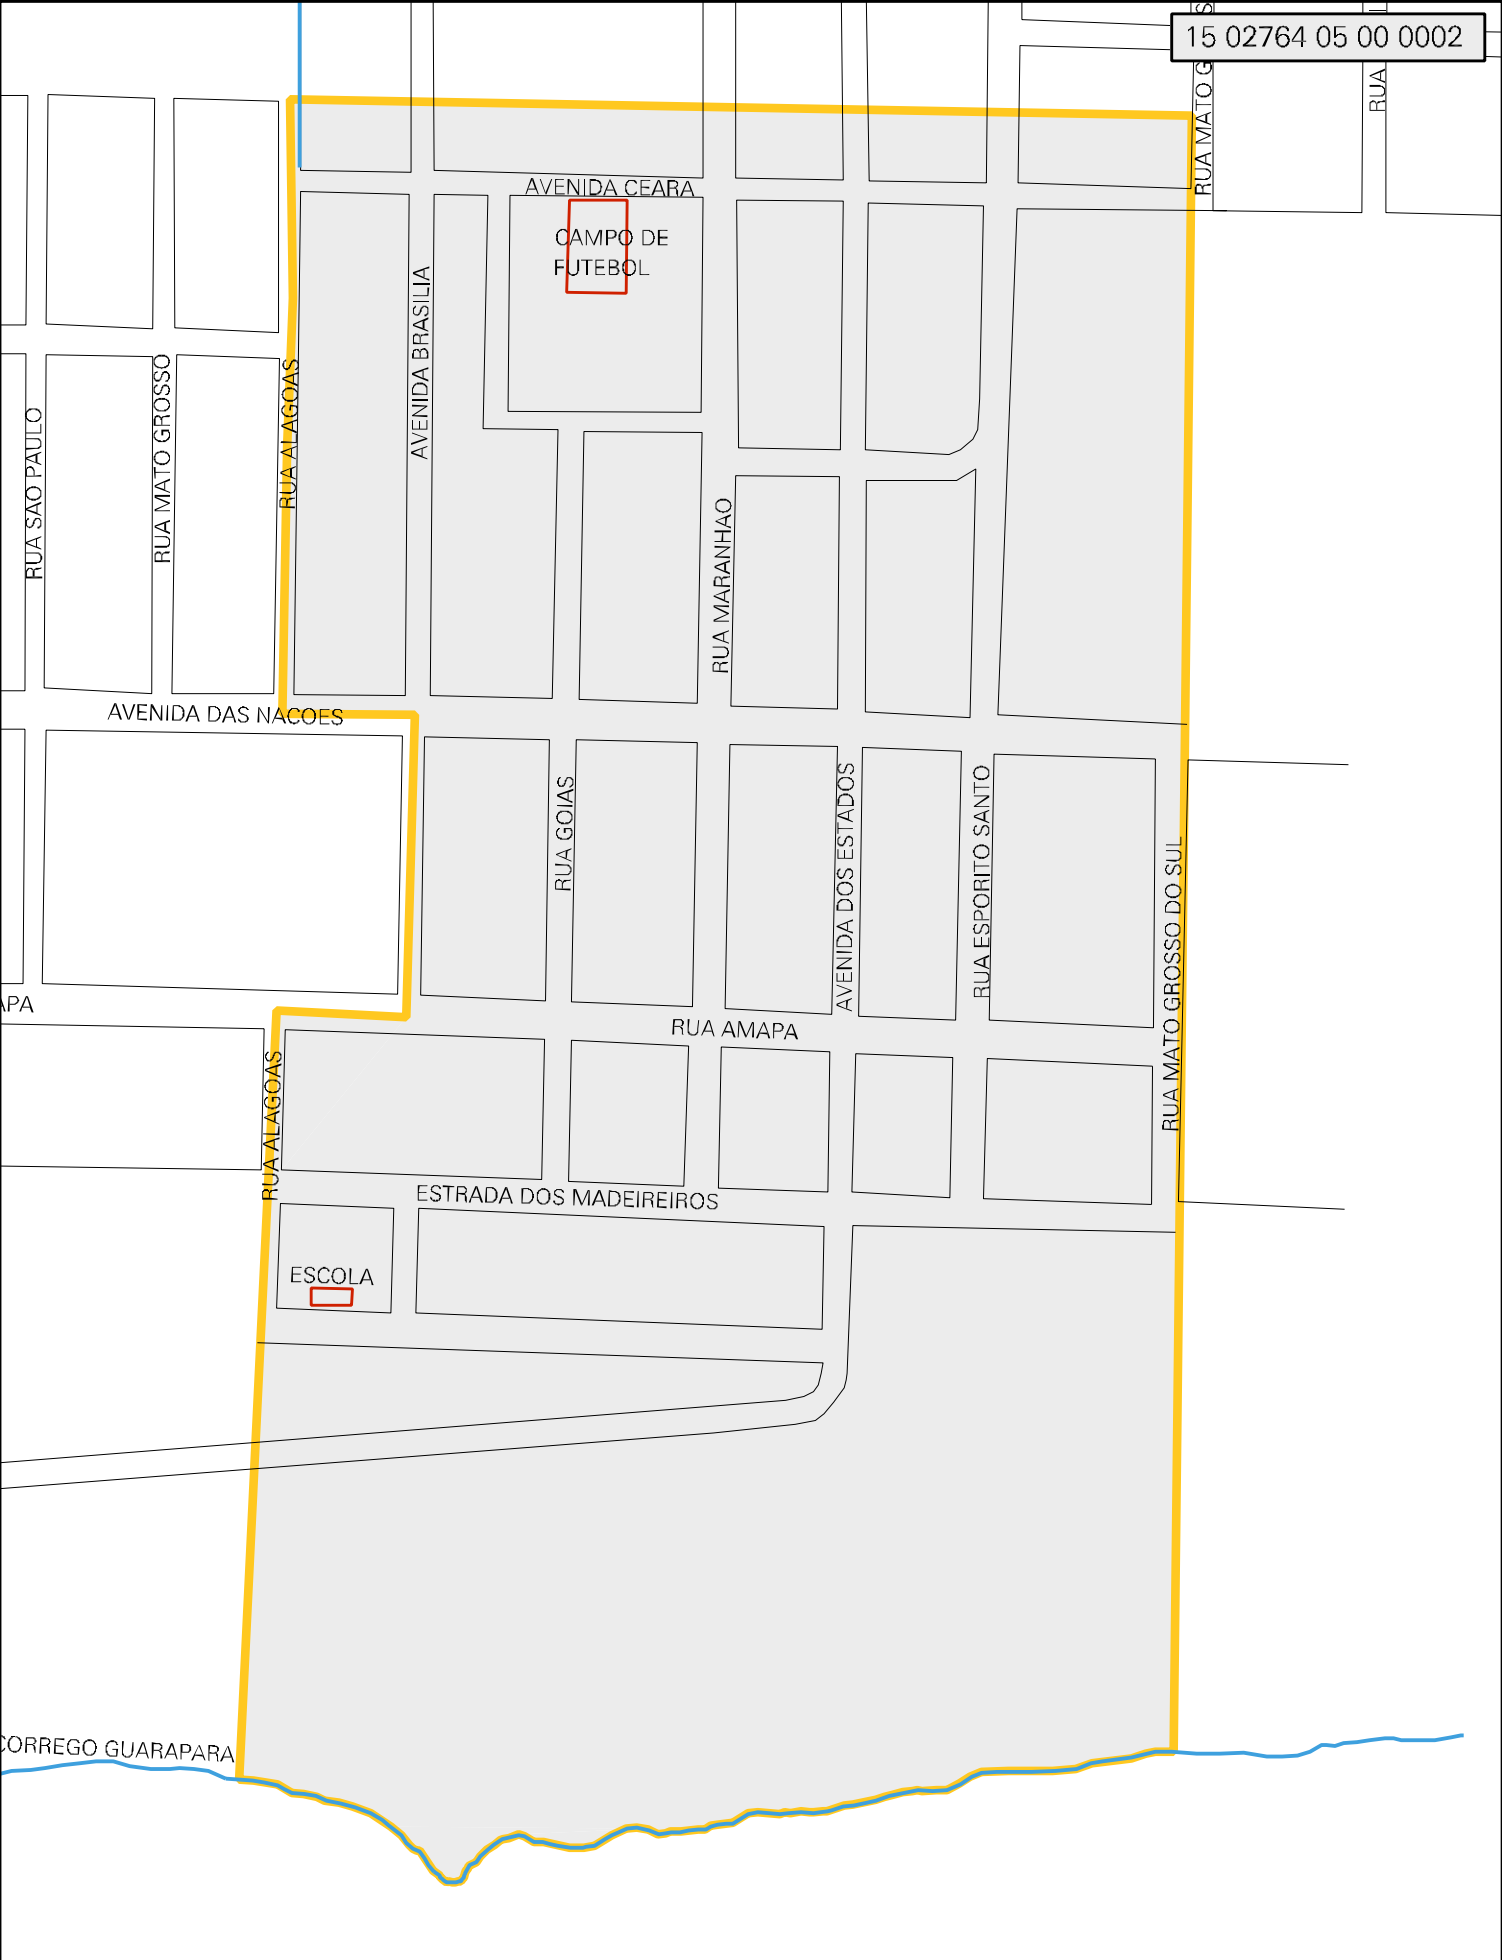 15 02764 05 00 0002
RUA MATO G
S
RUA
AVENIDA CEARA
CAMPO DE
FUTEBOL
AVENIDA BRASILIA
RUA ALAGOAS
RUA MATO GROSSO
RUA SAO PAULO
RUA MARANHAO
AVENIDA DAS NACOES
RUA GOIAS
AVENIDA DOS ESTADOS
RUA ESPORITO SANTO
RUA MATO GROSSO DO SUL
APA
RUA AMAPA
RUA ALAGOAS
ESTRADA DOS MADEIREIROS
ESCOLA
CORREGO GUARAPARA